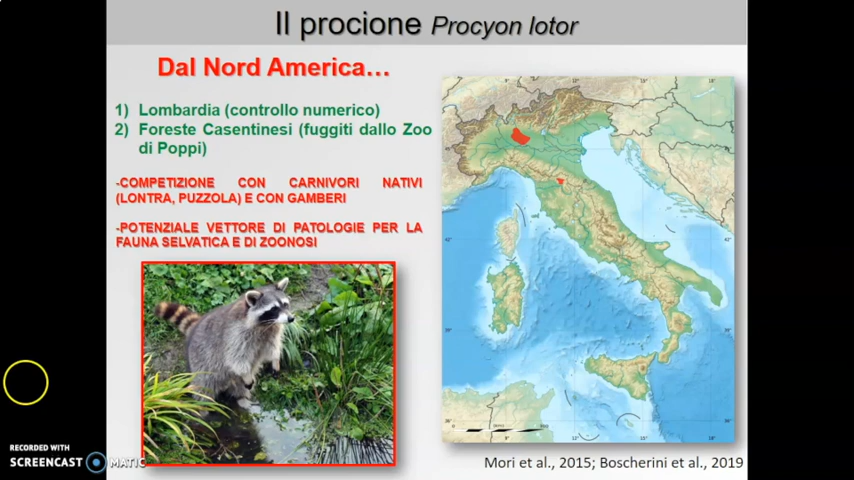 Il procione Procyon lotor
Dal Nord America…
1) Lombardia (controllo numerico)
2) Foreste Casentinesi (fuggiti dallo Zoo
di Poppi)
-COMPETIZIONE CON CARNIVORI NATIVI
(LONTRA, PUZZOLA) E CON GAMBERI
-POTENZIALE VETTORE DI PATOLOGIE PER LA
FAUNA SELVATICA E DI ZOONOSI
Mori et al., 2015; Boscherini et al., 2019
RECORDED WITH
SCREENCAST MATIC